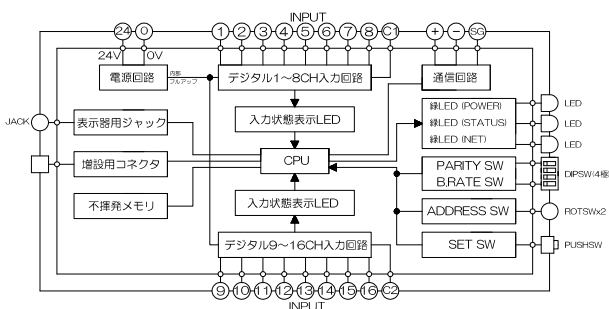 INPUT
24 0 1 2 3 4 5 6 7 8 C1 + − SG
24V 0V
電源回路
内部
プルアップ
デジタル1～8CH入力回路
通信回路
入力状態表示LED
緑LED (POWER)
緑LED (STATUS)
緑LED (NET)
LED
LED
LED
JACK
表示器用ジャック
増設用コネクタ
CPU
PARITY SW
B.RATE SW
DIPSW(4極
不揮発メモリ
入力状態表示LED
ADDRESS SW
ROTSWx2
デジタル9～16CH入力回路
SET SW
PUSHSW
9 10 11 12 13 14 15 16 C2
INPUT